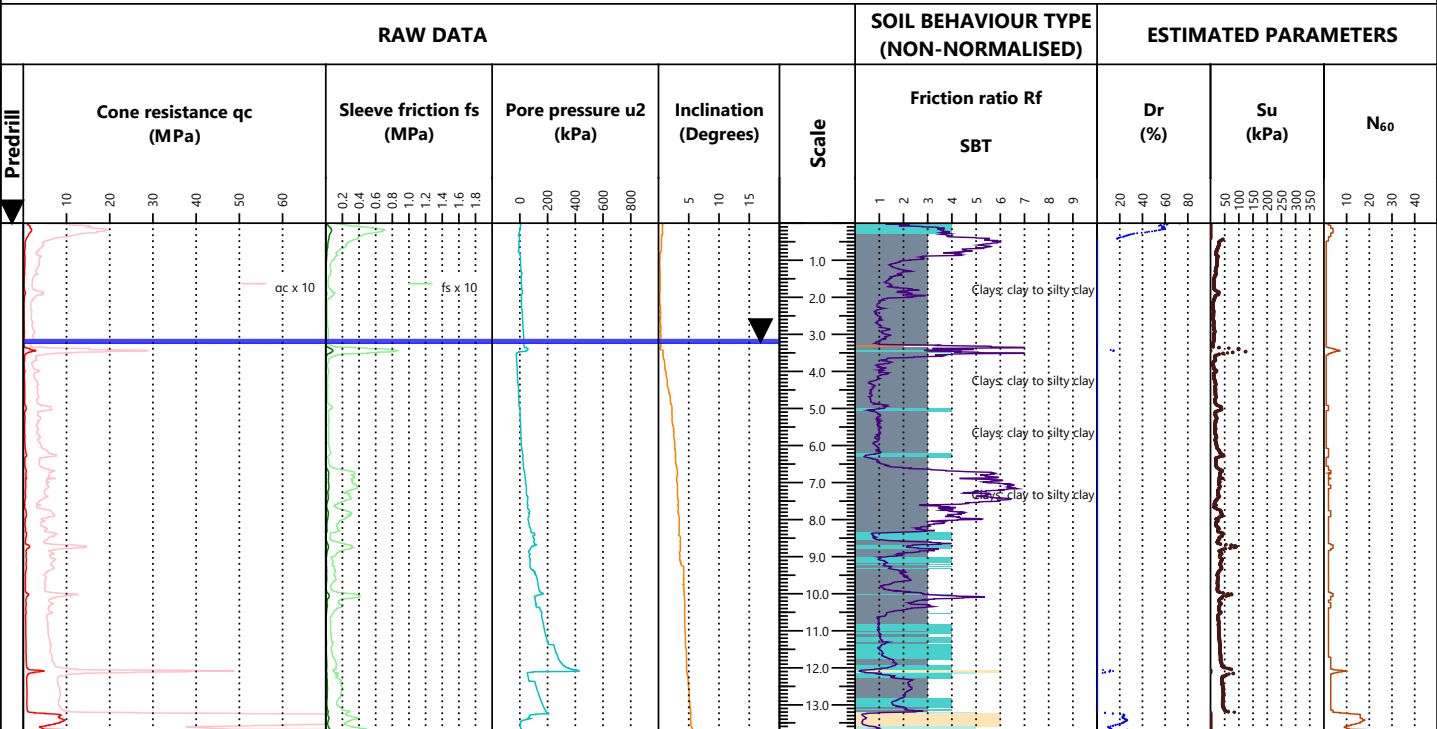 RAW DATA
SOIL BEHAVIOUR TYPE
(NON-NORMALISED)
ESTIMATED PARAMETERS
Predrill
Cone resistance qc
(MPa)
Sleeve friction fs
(MPa)
Pore pressure u2
(kPa)
Inclination
(Degrees)
Scale
Friction ratio Rf
SBT
Dr
(%)
Su
(kPa)
N60
10 20 30 40 50 60
0.2 0.4 0.6 0.8 1.0 1.2 1.4 1.6 1.8
0 200 400 600 800
5 10 15
1 2 3 4 5 6 7 8 9
20 40 60 80
50 100 150 200 250 300 350
10 20 30 40
qc x 10
fs x 10
1.0
Clays: clay to silty clay
2.0
3.0
4.0
Clays: clay to silty clay
5.0
Clays: clay to silty clay
6.0
7.0
Clays: clay to silty clay
8.0
9.0
10.0
11.0
12.0
13.0